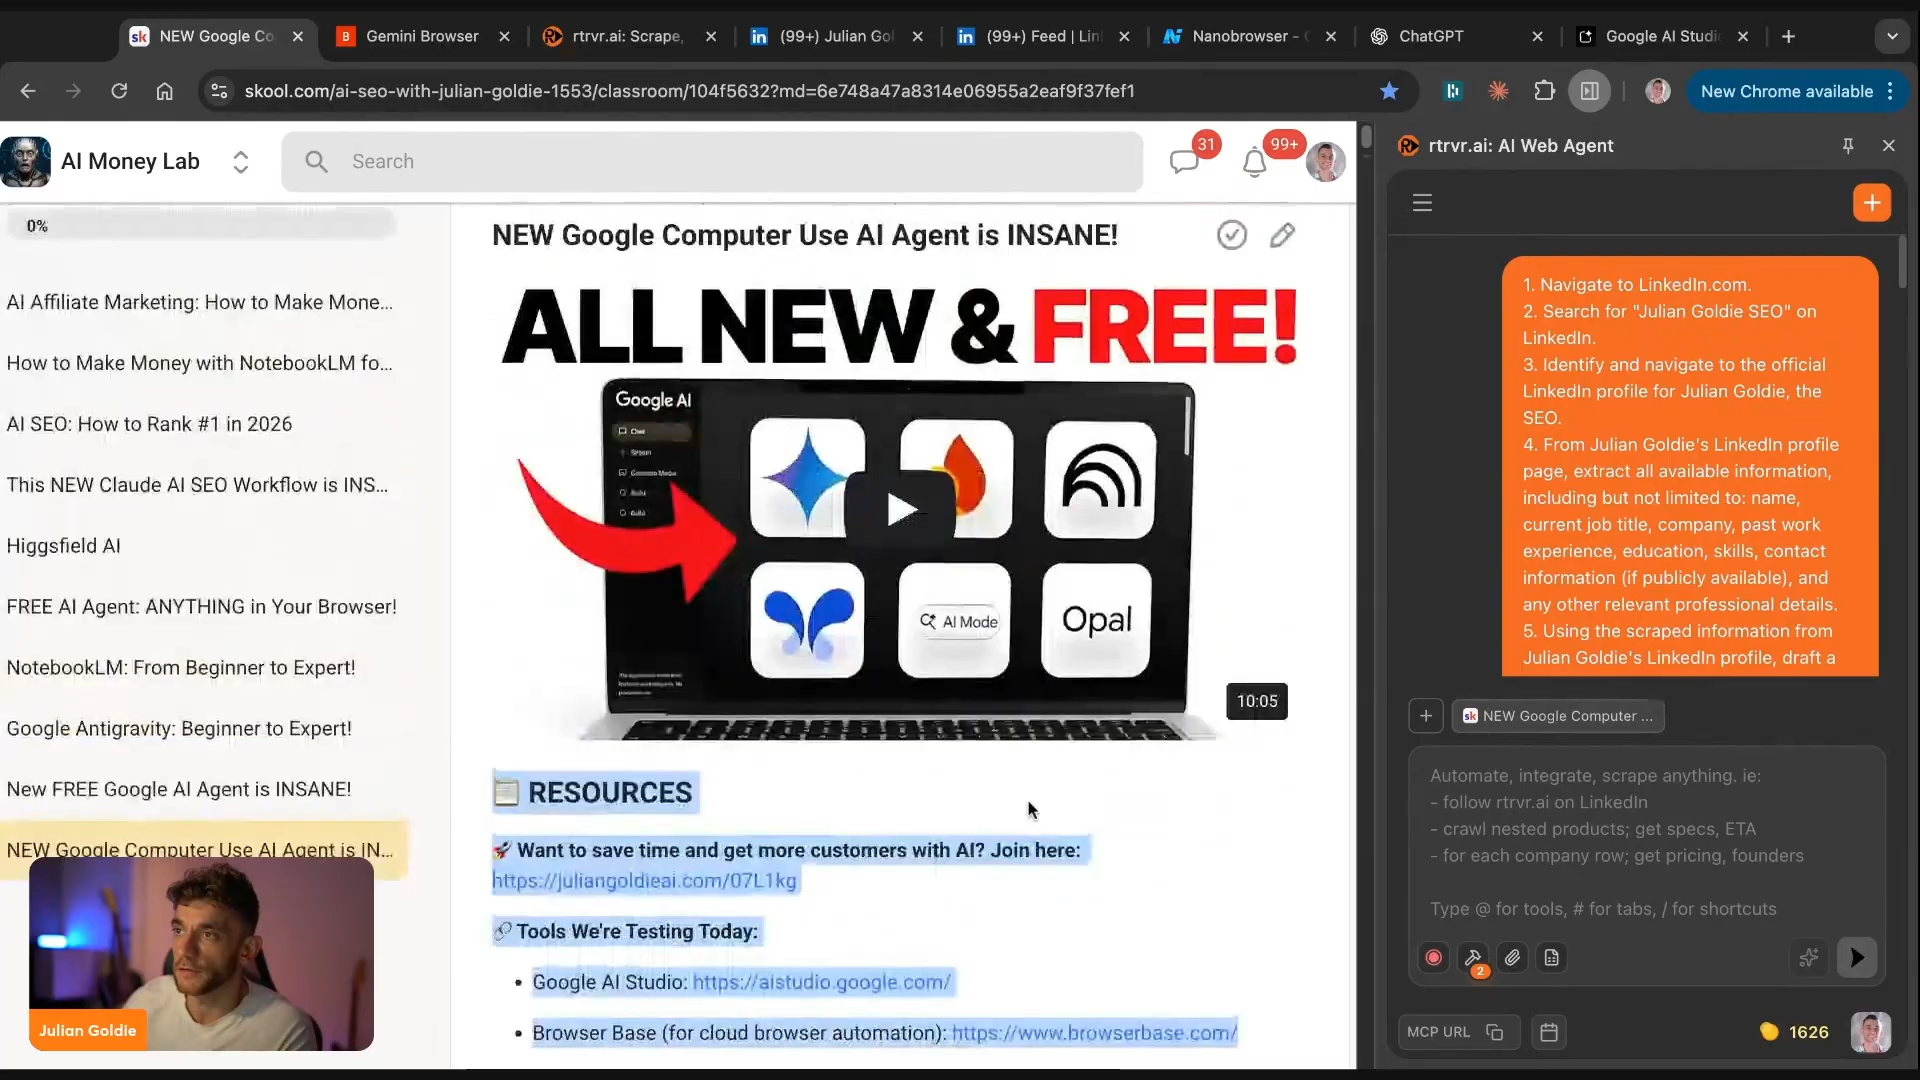 NEW Google Co
Gemini Browser
rtrvr.ai: Scrape,
(99+) Julian Gol
(99+) Feed | Lin
Nanobrowser - C
ChatGPT
Google AI Studi
skool.com/ai-seo-with-julian-goldie-1553/classroom/104f5632?md=6e748a47a8314e06955a2eaf9f37fef1
New Chrome available
AI Money Lab
Search
31
99+
0%
AI Affiliate Marketing: How to Make Mone...
How to Make Money with NotebookLM fo...
AI SEO: How to Rank #1 in 2026
This NEW Claude AI SEO Workflow is INS...
Higgsfield AI
FREE AI Agent: ANYTHING in Your Browser!
NotebookLM: From Beginner to Expert!
Google Antigravity: Beginner to Expert!
New FREE Google AI Agent is INSANE!
NEW Google Computer Use AI Agent is IN...
Julian Goldie
NEW Google Computer Use AI Agent is INSANE!
ALL NEW & FREE!
Google AI
Chat
Stream
Build
Build
AI Mode
Opal
10:05
RESOURCES
Want to save time and get more customers with AI? Join here:
https://juliangoldieai.com/07L1kg
Tools We're Testing Today:
• Google AI Studio: https://aistudio.google.com/
• Browser Base (for cloud browser automation): https://www.browserbase.com/
rtrvr.ai: AI Web Agent
1. Navigate to LinkedIn.com.
2. Search for "Julian Goldie SEO" on
LinkedIn.
3. Identify and navigate to the official
LinkedIn profile for Julian Goldie, the
SEO.
4. From Julian Goldie's LinkedIn profile
page, extract all available information,
including but not limited to: name,
current job title, company, past work
experience, education, skills, contact
information (if publicly available), and
any other relevant professional details.
5. Using the scraped information from
Julian Goldie's LinkedIn profile, draft a
NEW Google Computer ...
Automate, integrate, scrape anything. ie:
- follow rtrvr.ai on LinkedIn
- crawl nested products; get specs, ETA
- for each company row; get pricing, founders
Type @ for tools, # for tabs, / for shortcuts
2
MCP URL
1626